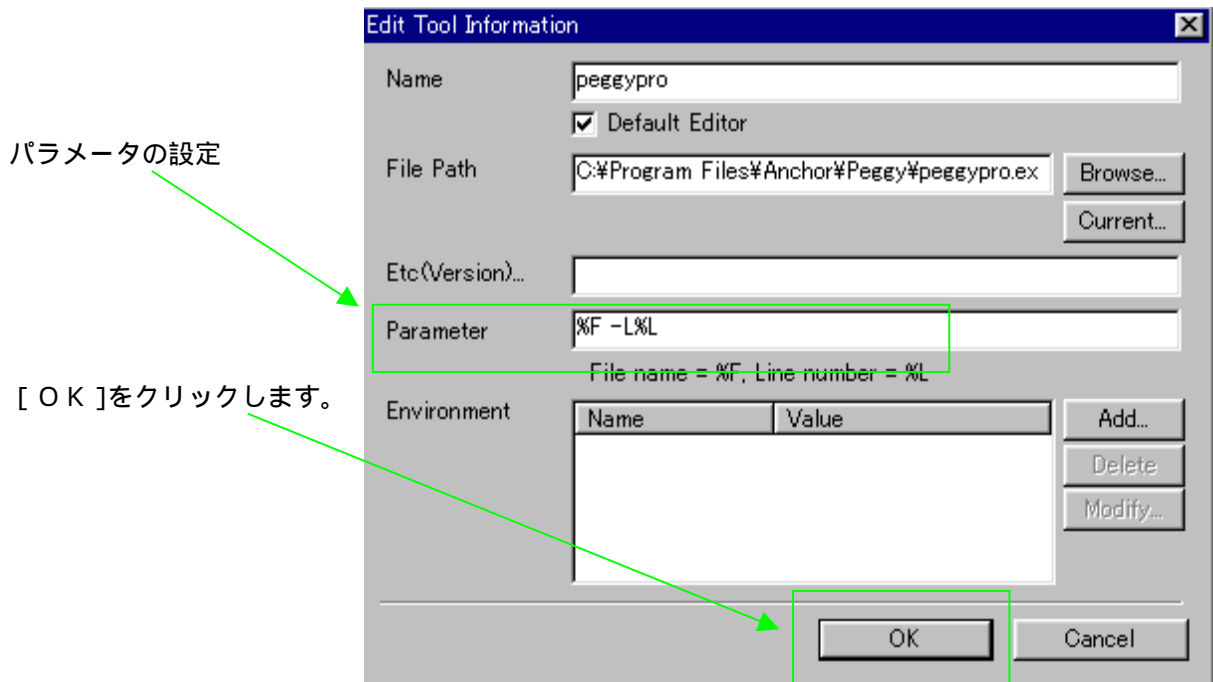 Edit Tool Information
Name
peggypro
Default Editor
パラメータの設定
File Path
C:¥Program Files¥Anchor¥Peggy¥peggypro.ex
Browse...
Current...
Etc(Version)...
Parameter
%F -L%L
File name = %F, Line number = %L
[ O K ]をクリックします。
Environment
Name Value
Add...
Delete
Modify...
OK
Cancel